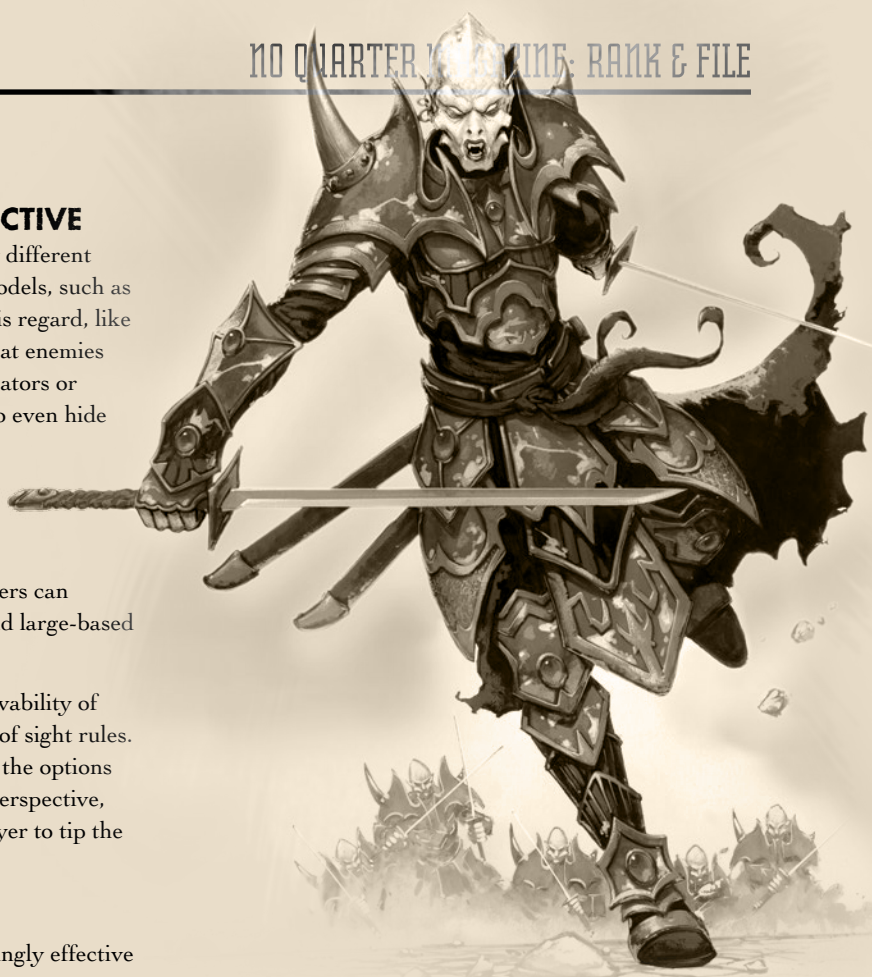 NO QUARTER MAGAZINE: RANK & FILE
CTIVE
different
odels, such as
is regard, like
at enemies
ators or
o even hide
ers can
d large-based
vability of
of sight rules.
the options
erspective,
yer to tip the
ngly effective